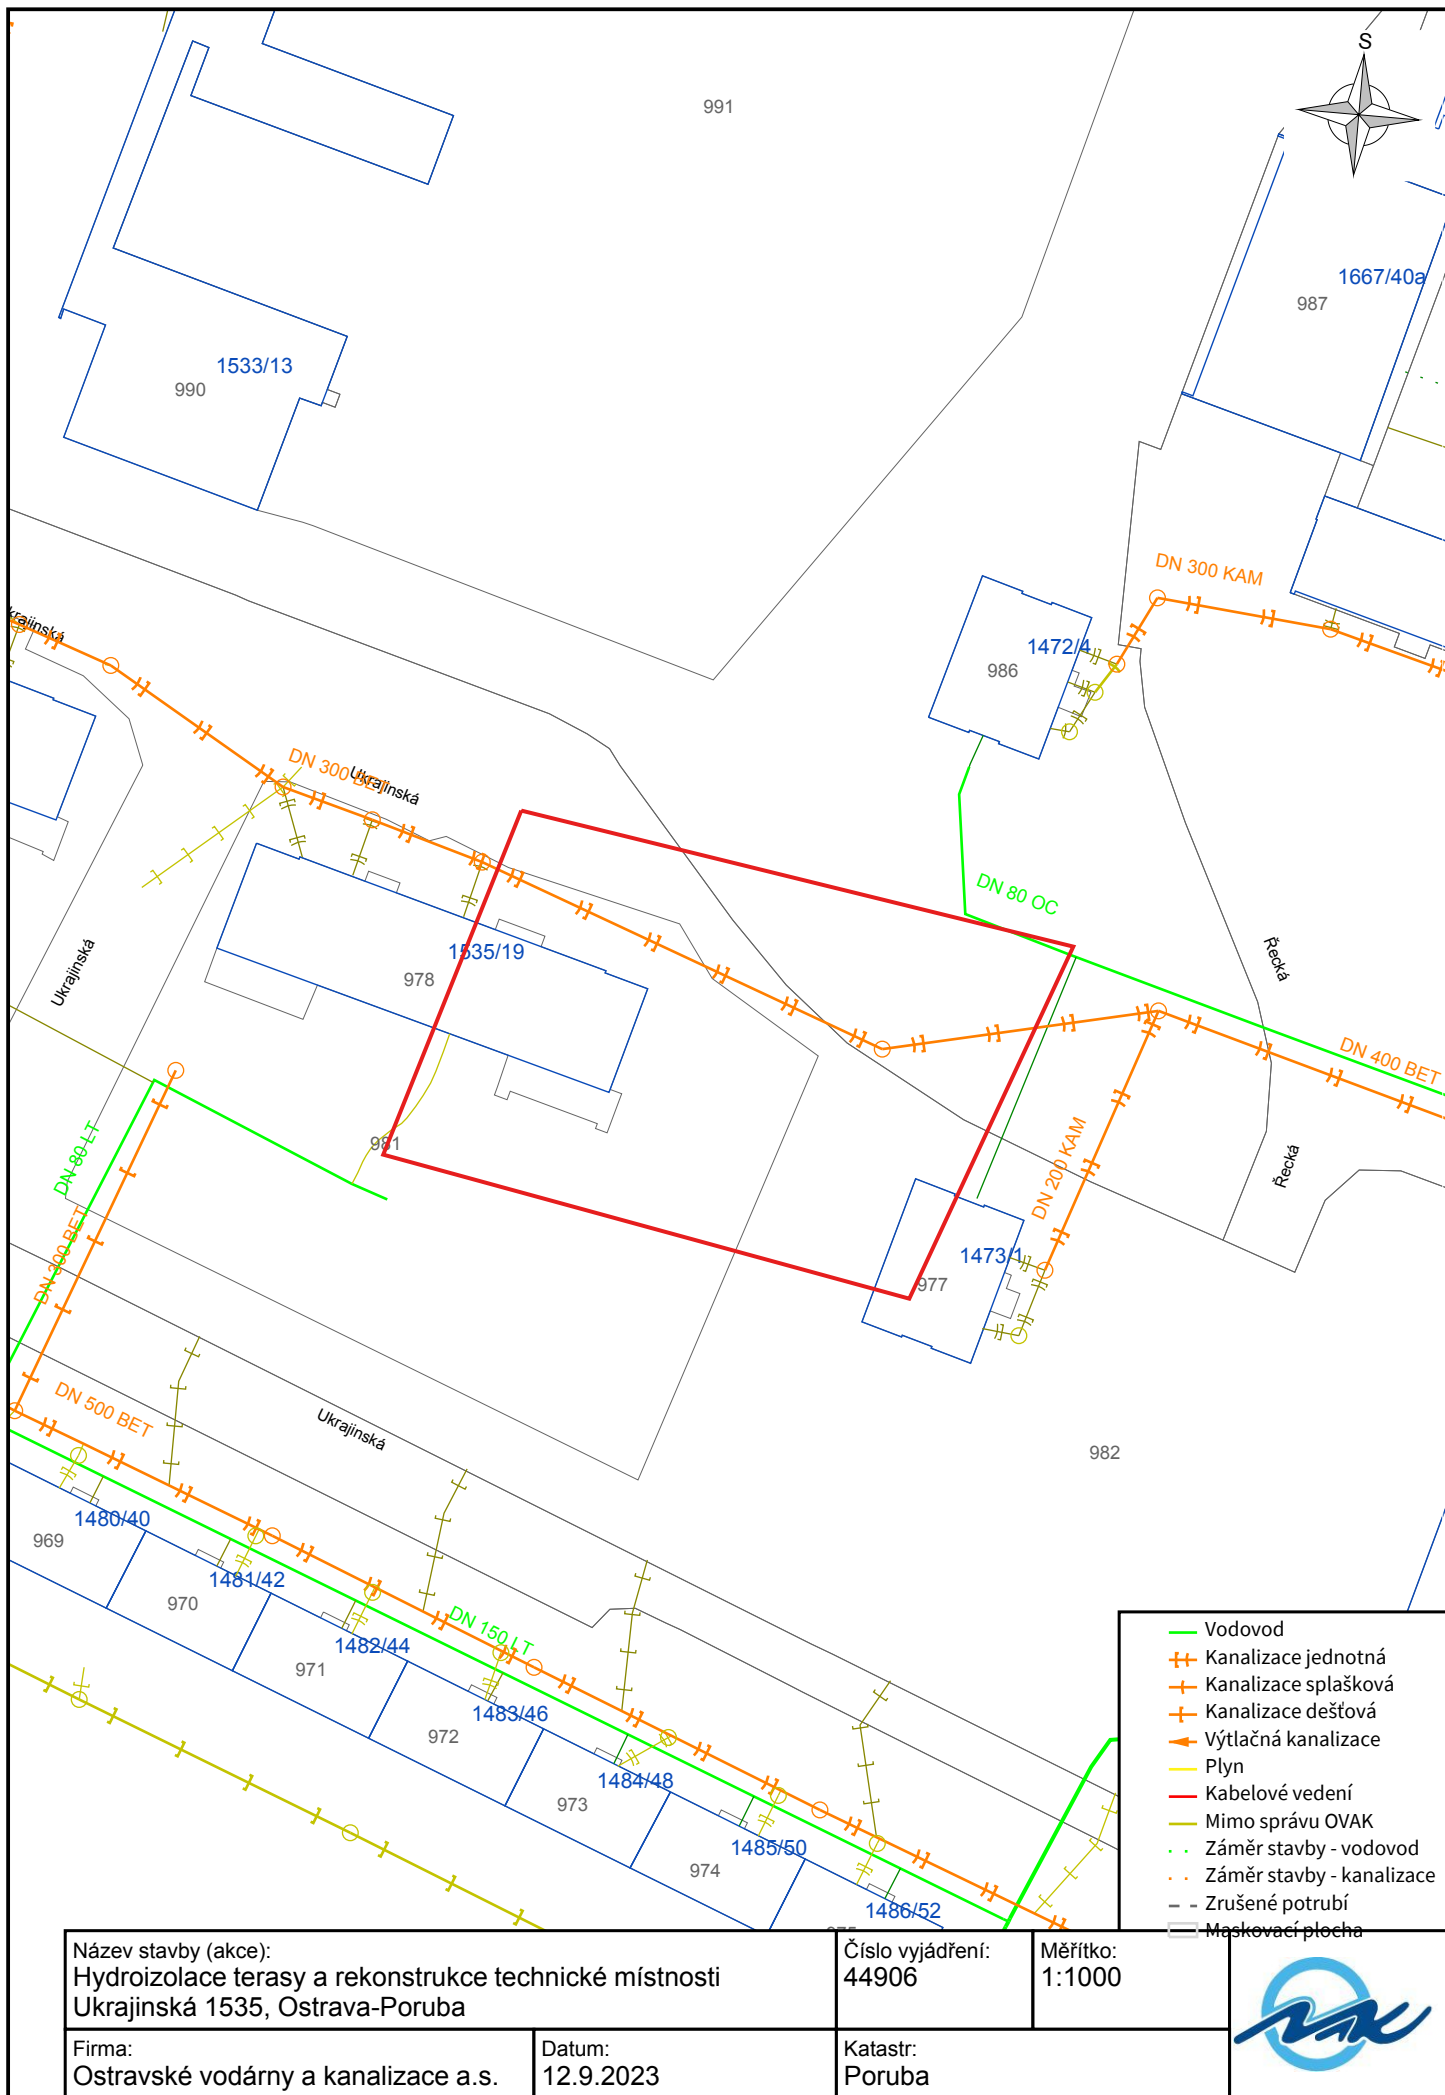 S
991
1667/40a
987
1533/13
990
DN 300 KAM
krajinská
1472/4
986
DN 300 BET
Ukrajinská
DN 80 OC
Řecká
Ukrajinská
1535/19
978
DN 400 BET
981
DN 80 LT
DN 200 KAM
Řecká
DN 300 BET
1473/1
977
DN 500 BET
Ukrajinská
982
1480/40
969
1481/42
970
DN 150 LT
1482/44
971
1483/46
972
1484/48
973
1485/50
974
1486/52
Vodovod
Kanalizace jednotná
Kanalizace splašková
Kanalizace dešťová
Výtlačná kanalizace
Plyn
Kabelové vedení
Mimo správu OVAK
Záměr stavby - vodovod
Záměr stavby - kanalizace
Zrušené potrubí
Maskovací plocha
Název stavby (akce):
Hydroizolace terasy a rekonstrukce technické místnosti
Ukrajinská 1535, Ostrava-Poruba
Číslo vyjádření:
44906
Měřítko:
1:1000
Firma:
Ostravské vodárny a kanalizace a.s.
Datum:
12.9.2023
Katastr:
Poruba